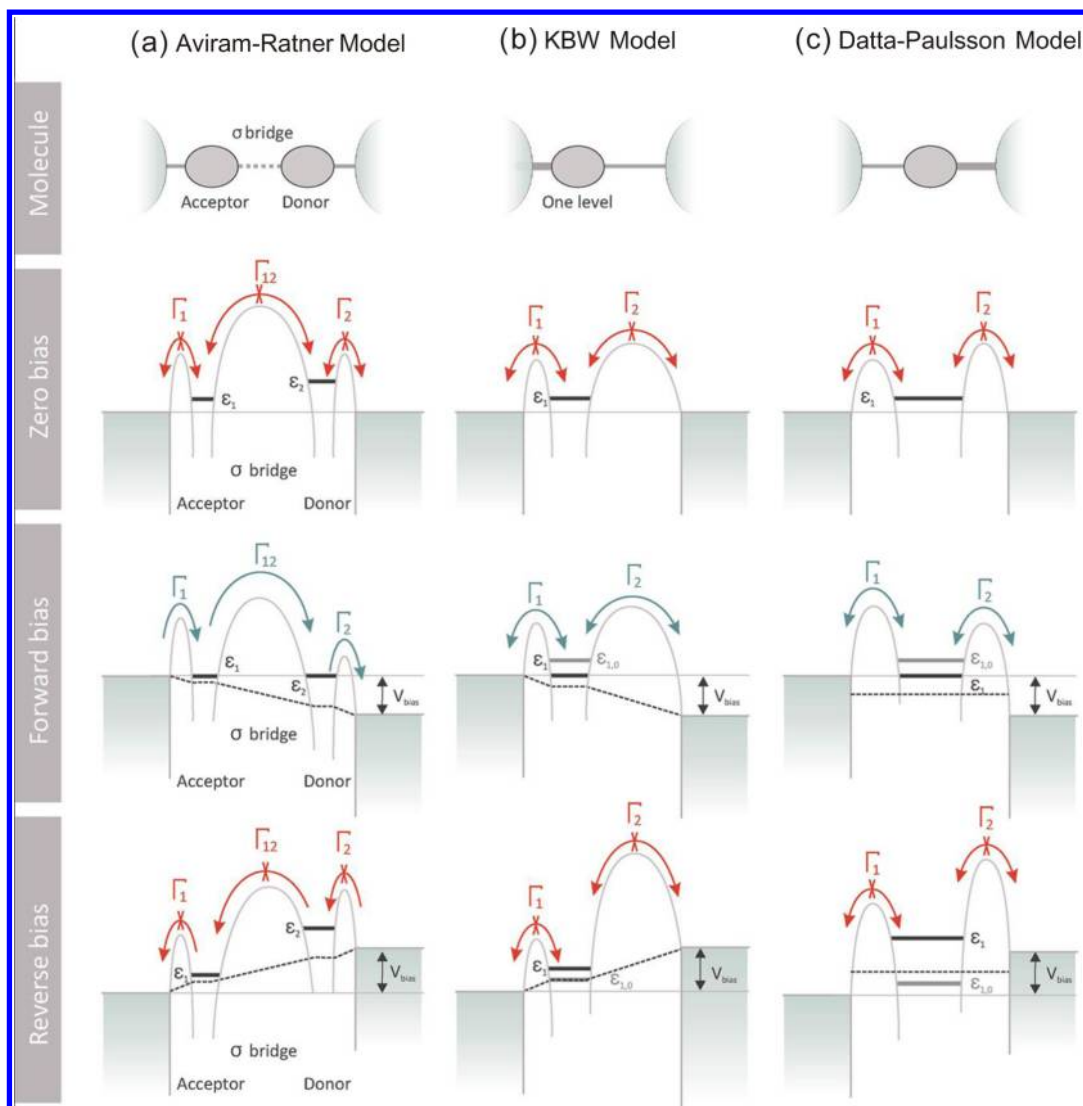 (a) Aviram-Ratner Model
(b) KBW Model
(c) Datta-Paulsson Model
Molecule
σ bridge
Acceptor Donor
One level
Zero bias
Γ12
Γ1 Γ2
ε1 ε2
σ bridge
Acceptor Donor
Γ1 Γ2
ε1
Γ1 Γ2
ε1
Forward bias
Γ12
Γ1 Γ2
ε1 ε2
Vbias
σ bridge
Acceptor Donor
Γ1 Γ2
ε1 ε1,0
Vbias
Γ1 Γ2
ε1,0
ε1
Vbias
Reverse bias
Γ12 Γ2
Γ1
ε2
ε1
Vbias
σ bridge
Acceptor Donor
Γ2
Γ1
ε1
ε1,0
Vbias
Γ2
Γ1
ε1
ε1,0
Vbias